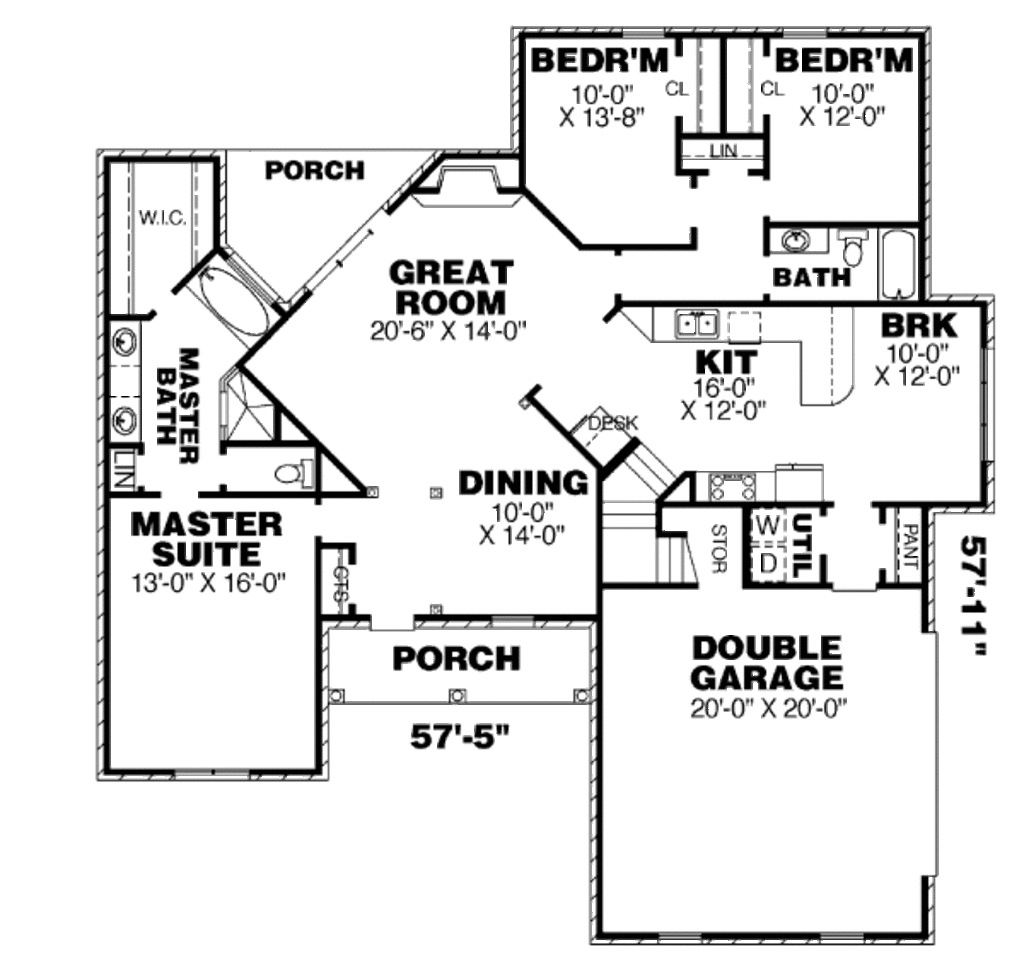 BEDR'M
10'-0"
X 13'-8"
CL
CL
BEDR'M
10'-0"
X 12'-0"
LIN
PORCH
W.I.C.
GREAT
ROOM
20'-6" X 14'-0"
BATH
BRK
10'-0"
X 12'-0"
KIT
16'-0"
X 12'-0"
MASTER
BATH
DESK
LIN
DINING
10'-0"
X 14'-0"
MASTER
SUITE
13'-0" X 16'-0"
CTS
STOR
W
D
UTIL
PANT
57'-11"
PORCH
DOUBLE
GARAGE
20'-0" X 20'-0"
57'-5"